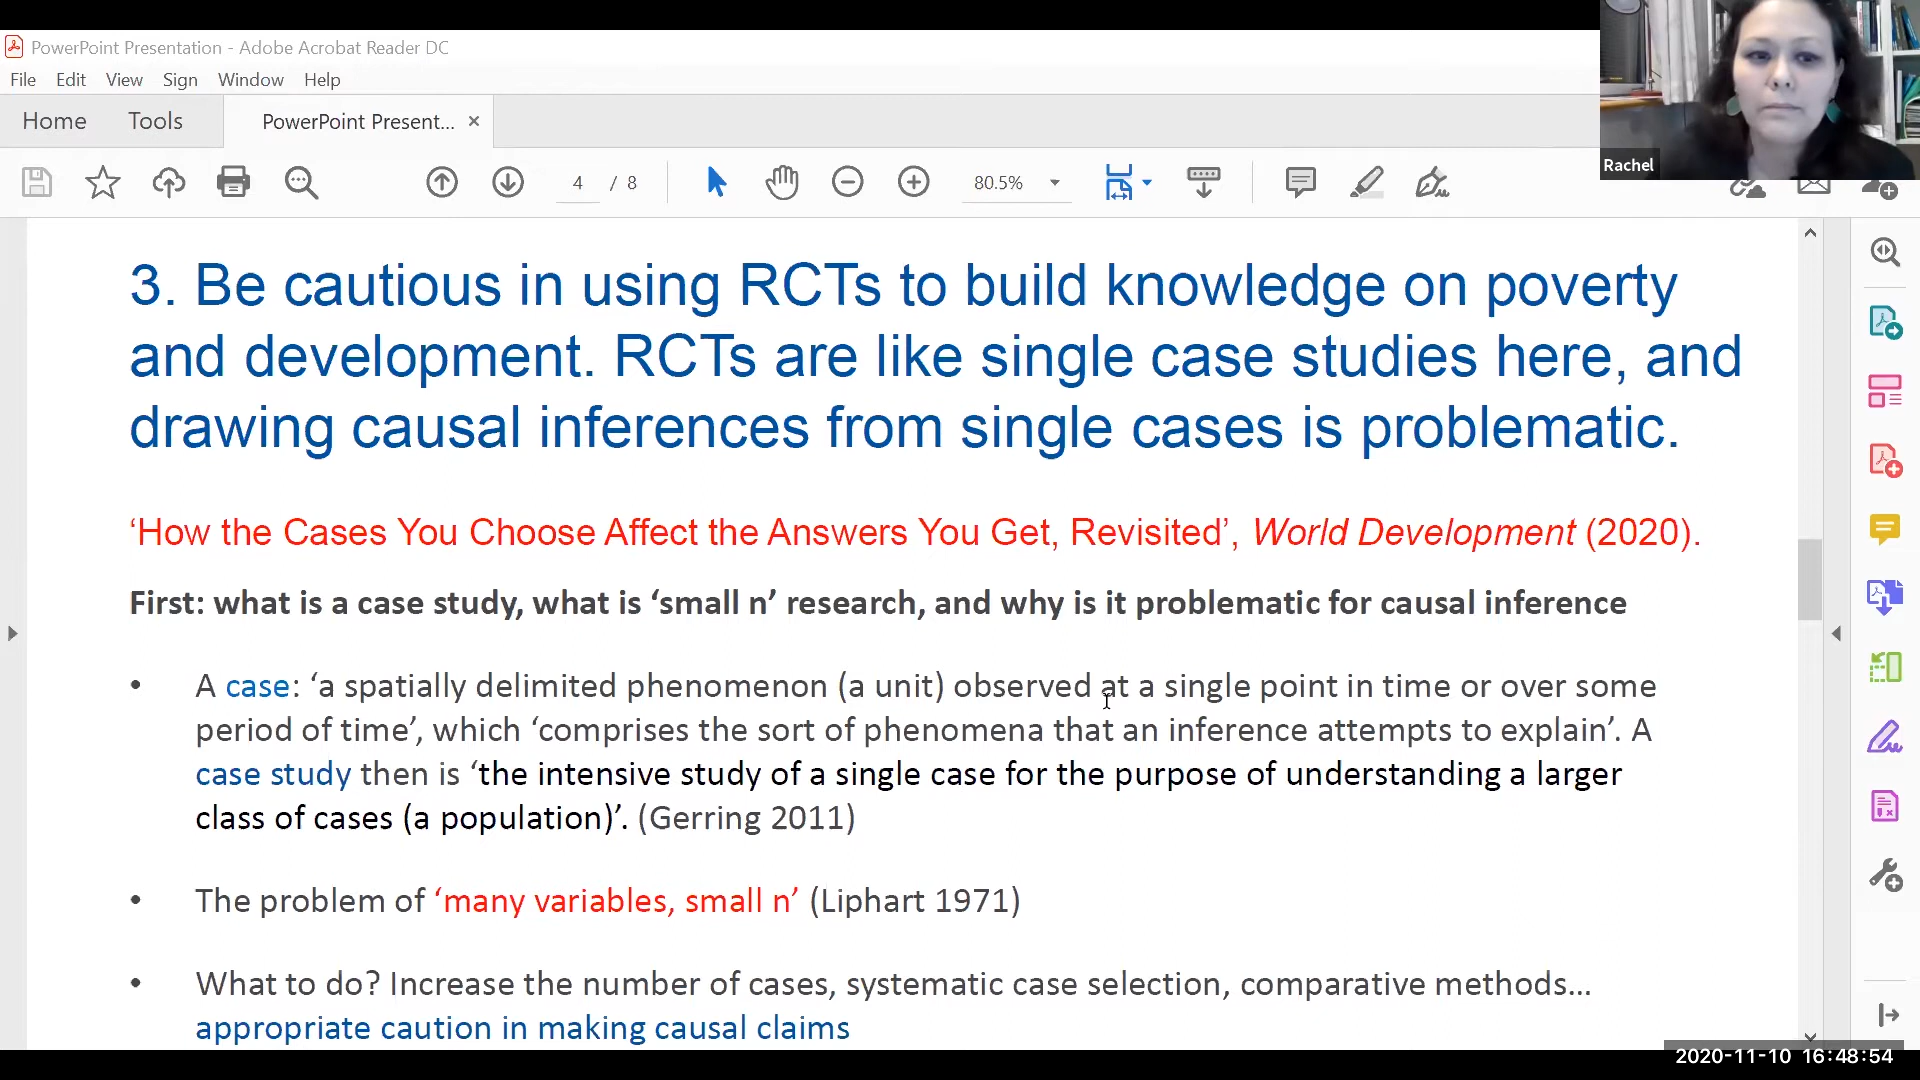 PowerPoint Presentation - Adobe Acrobat Reader DC
File Edit View Sign Window Help
Home Tools PowerPoint Present... ×
4 / 8 80.5%
Rachel
3. Be cautious in using RCTs to build knowledge on poverty
and development. RCTs are like single case studies here, and
drawing causal inferences from single cases is problematic.
‘How the Cases You Choose Affect the Answers You Get, Revisited’, World Development (2020).
First: what is a case study, what is ‘small n’ research, and why is it problematic for causal inference
• A case: ‘a spatially delimited phenomenon (a unit) observed at a single point in time or over some
period of time’, which ‘comprises the sort of phenomena that an inference attempts to explain’. A
case study then is ‘the intensive study of a single case for the purpose of understanding a larger
class of cases (a population)’. (Gerring 2011)
• The problem of ‘many variables, small n’ (Liphart 1971)
• What to do? Increase the number of cases, systematic case selection, comparative methods…
appropriate caution in making causal claims
2020-11-10 16:48:54